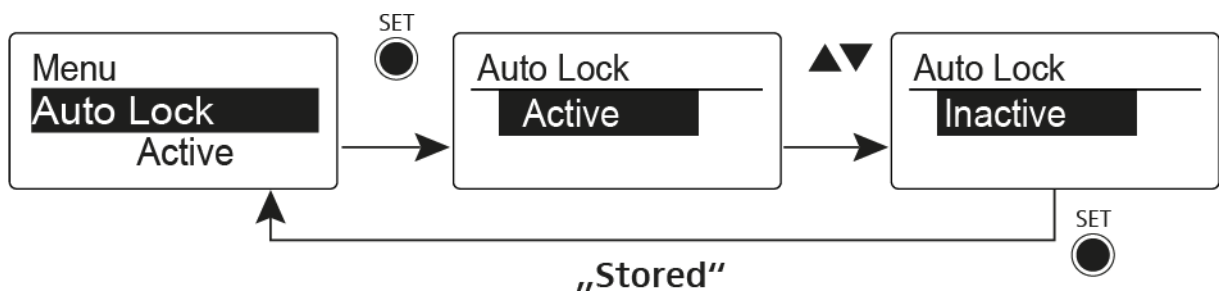 SET
Menu
Auto Lock
Active
Auto Lock
Active
▲▼
Auto Lock
Inactive
SET
„Stored“